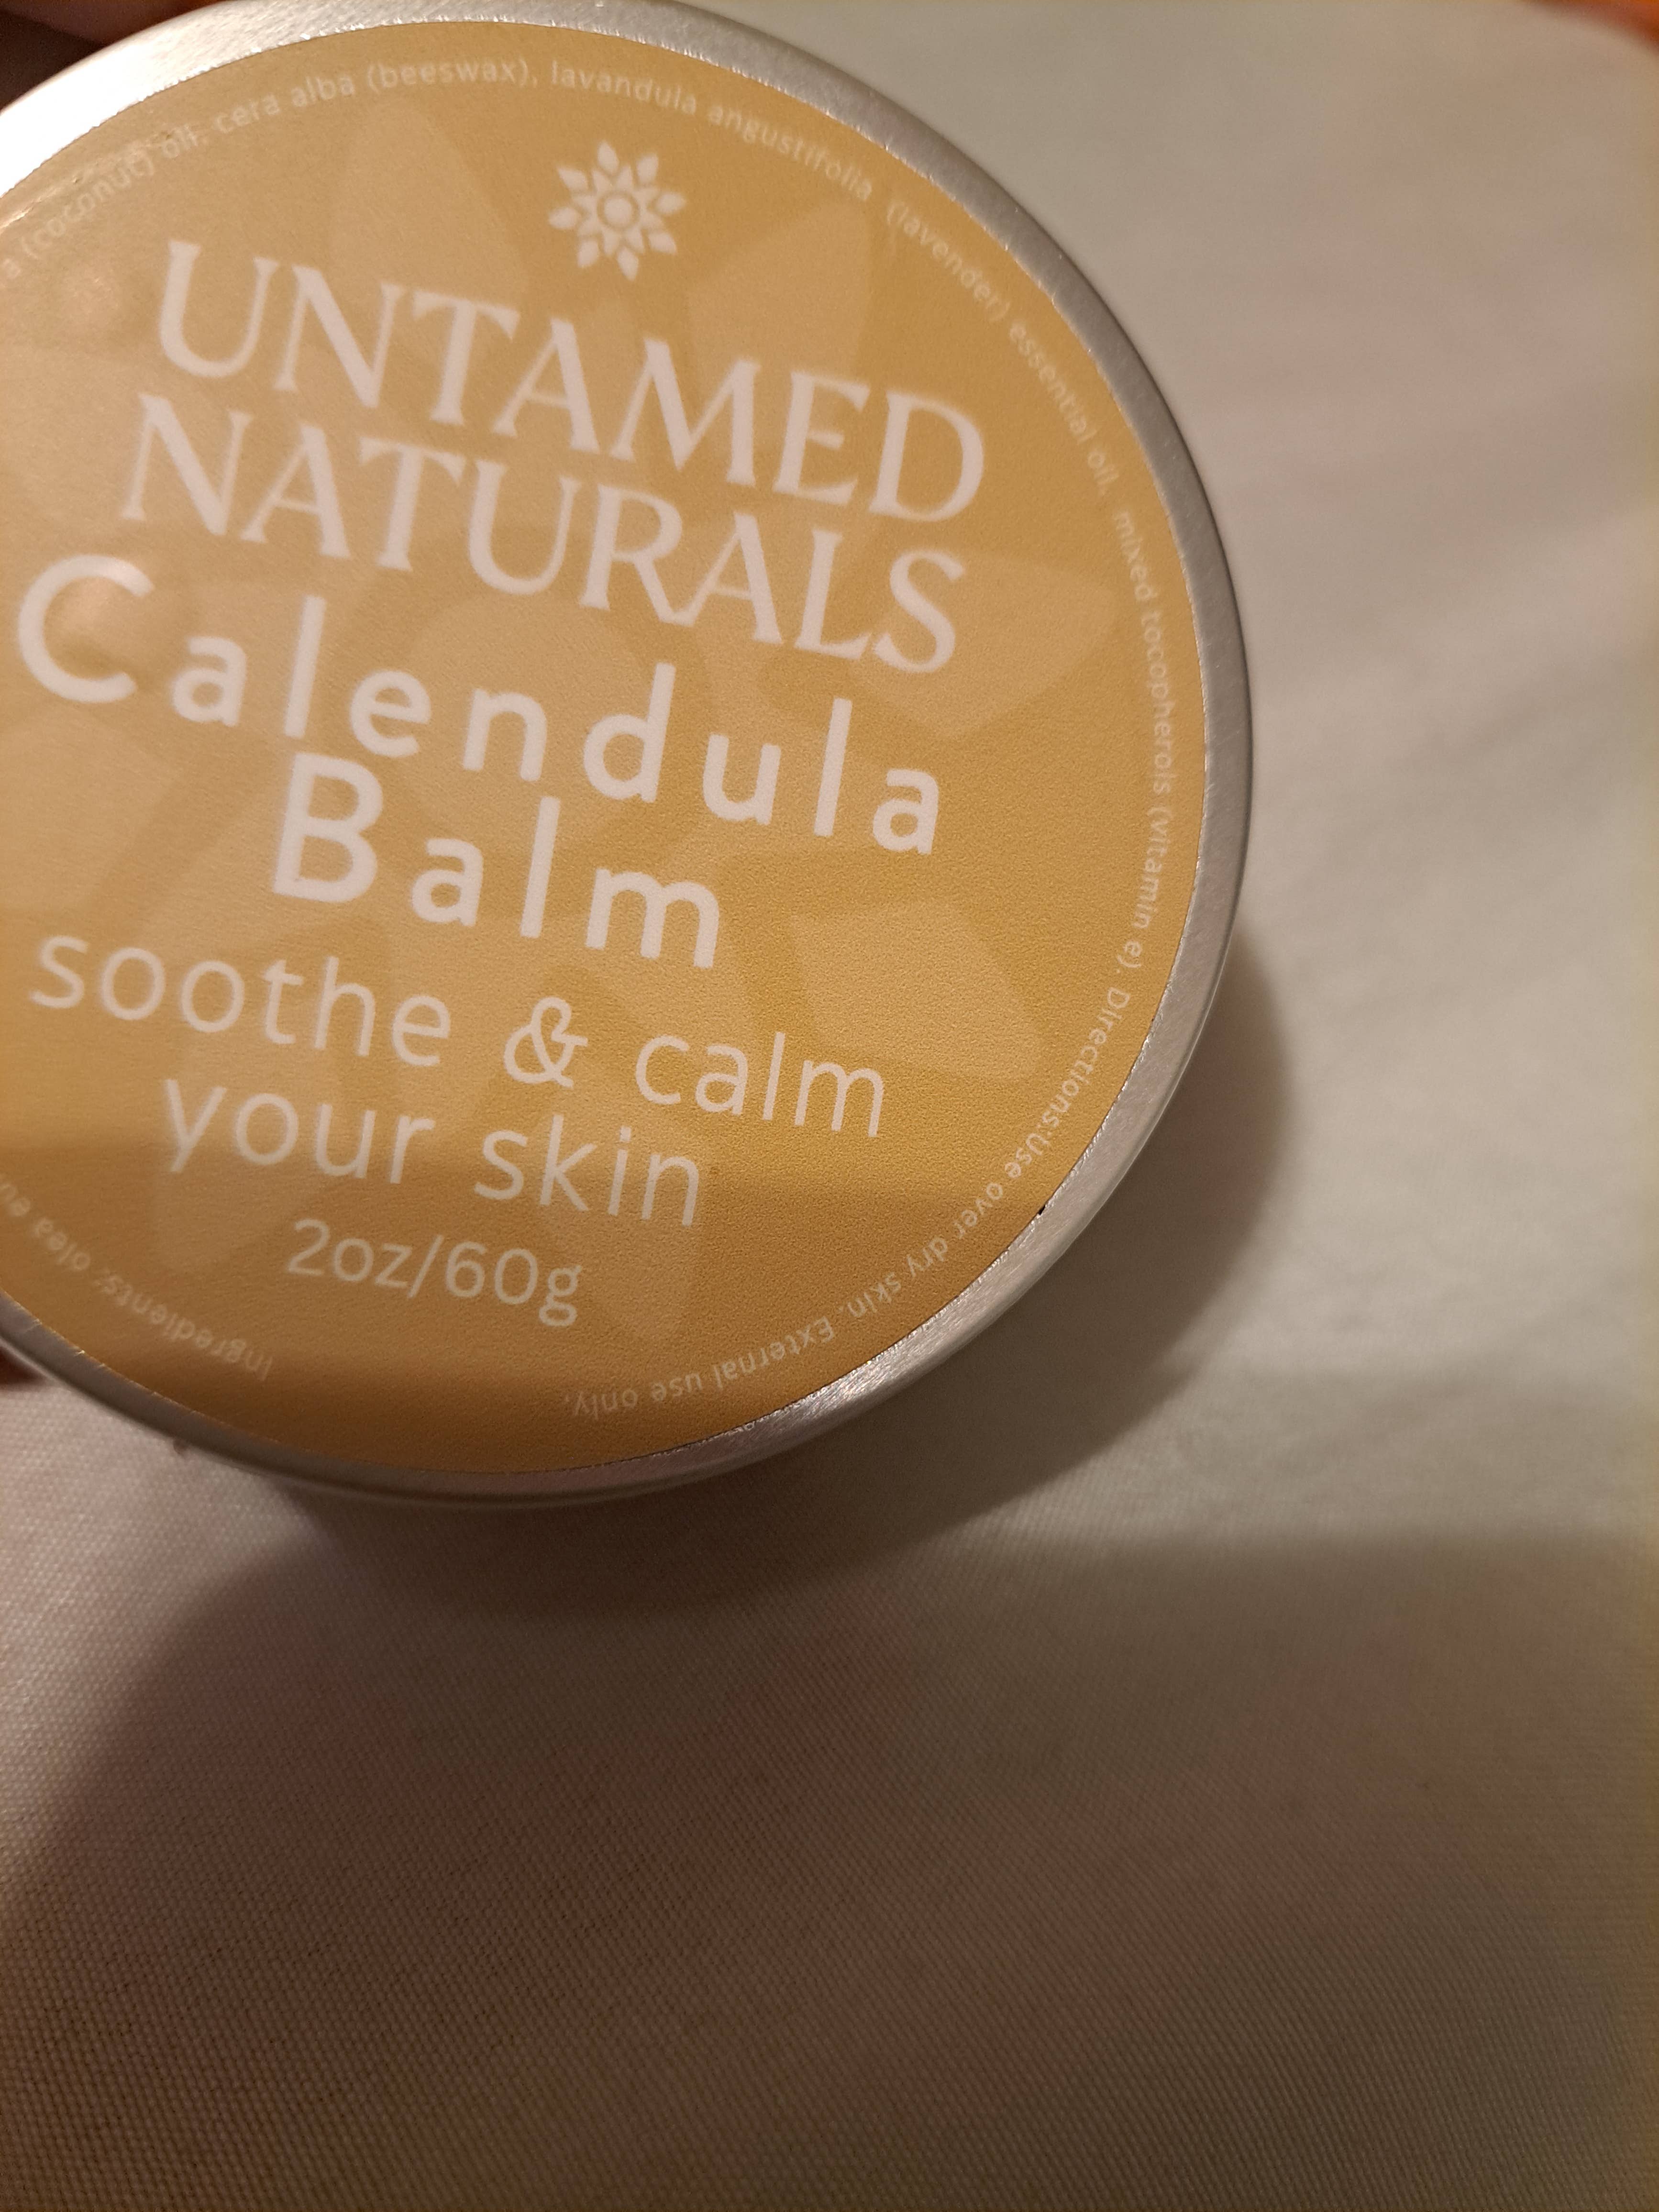 UNTAMED
NATURALS
Calendula
Balm
soothe & calm
your skin
2oz/60g
Ingredients: olea eu
a (coconut) oil, cera alba (beeswax), lavandula angustifolia (lavender) essential oil, mixed tocopherols (vitamin e). Directions:Use over dry skin. External use only.